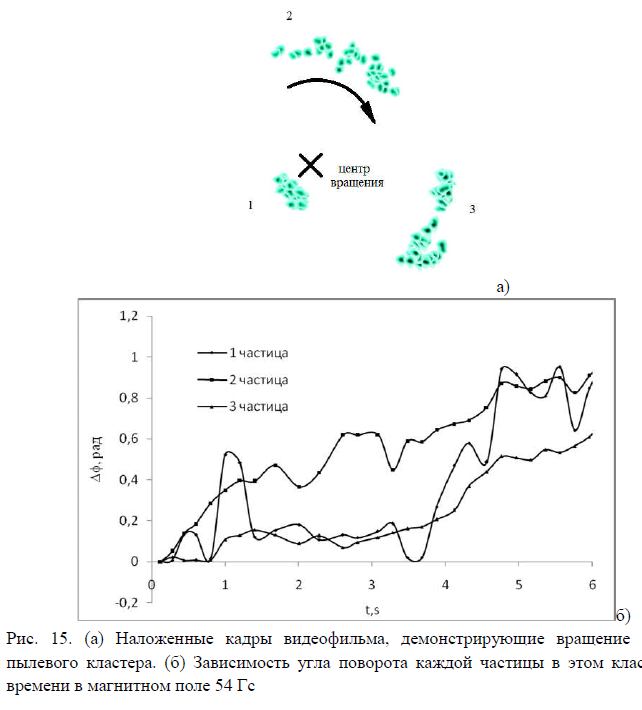 2
центр
вращения
1
3
а)
1,2
1
0,8
0,6
0,4
0,2
0
-0,2
Δφ, рад
1 частица
2 частица
3 частица
0 1 2 3 4 5 6
t,s
б)
Рис. 15. (а) Наложенные кадры видеофильма, демонстрирующие вращение
пылевого кластера. (б) Зависимость угла поворота каждой частицы в этом клас
времени в магнитном поле 54 Гс